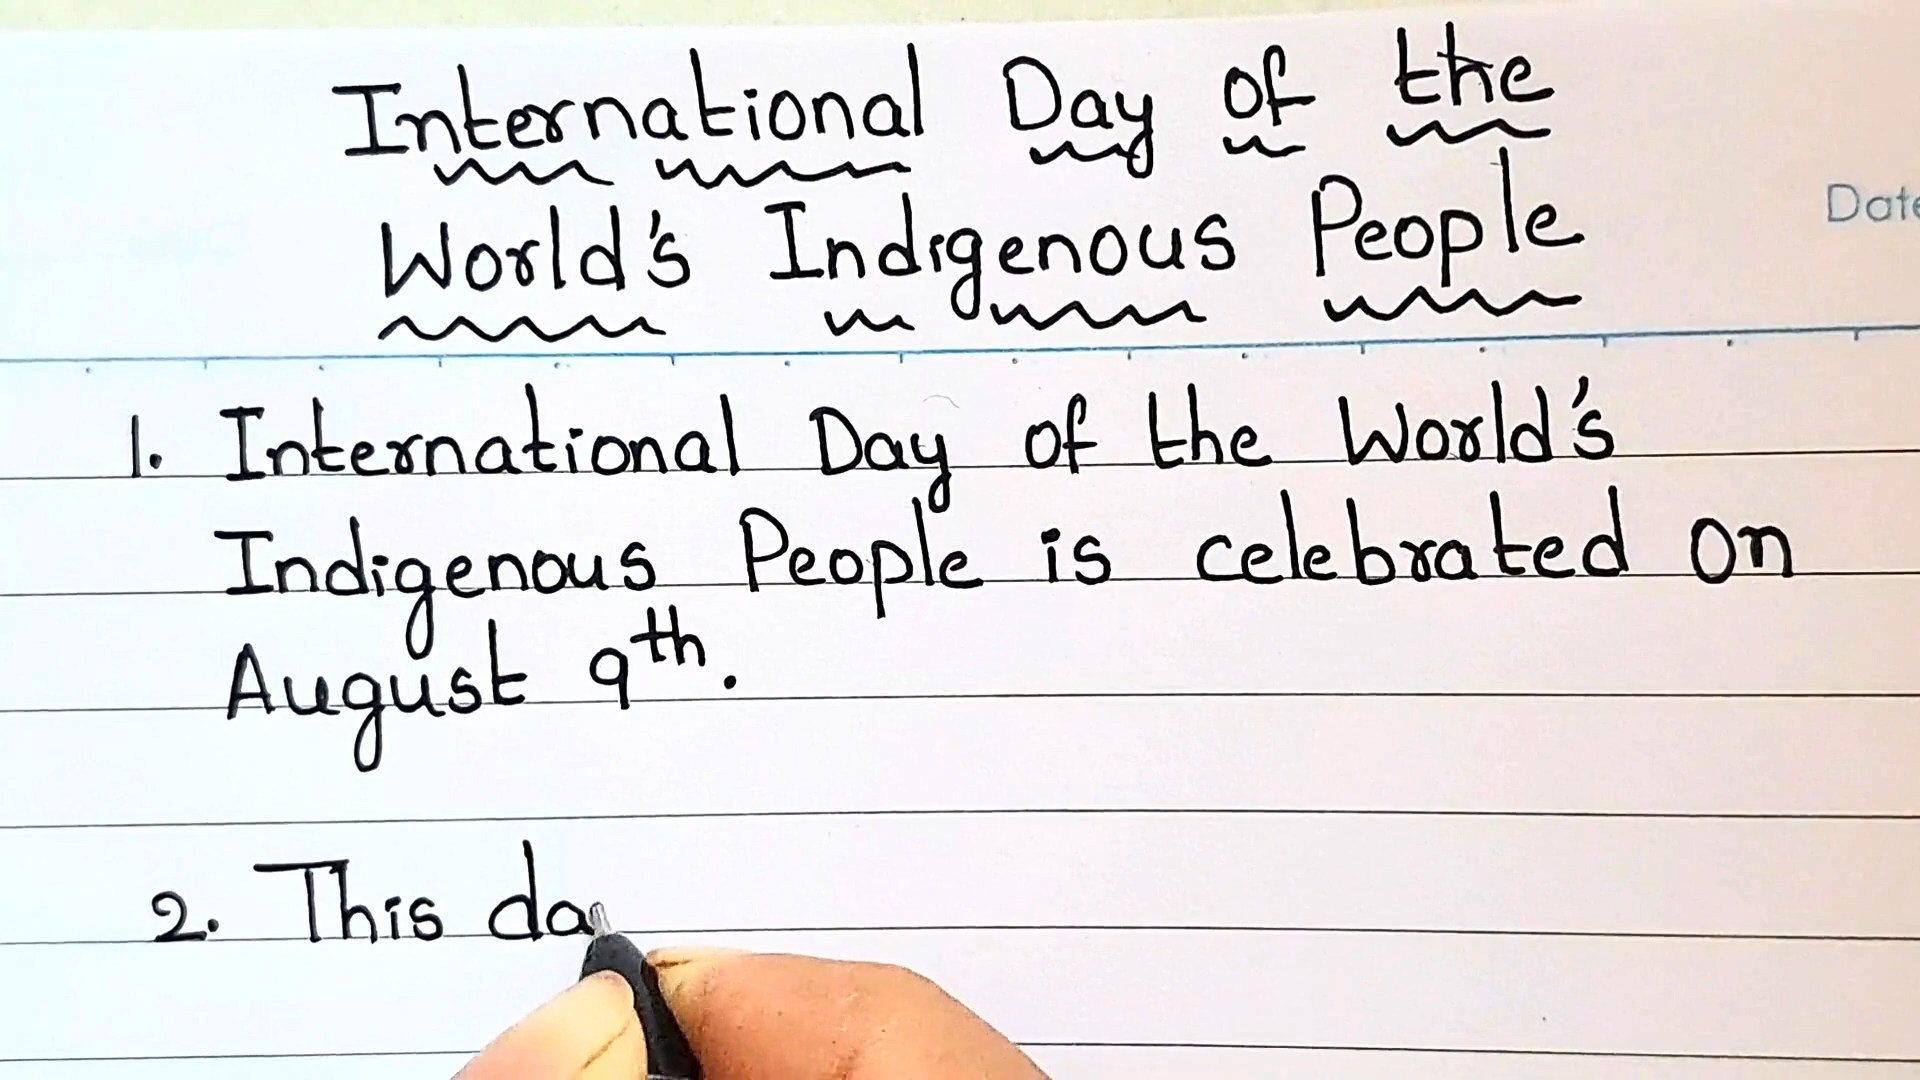 International Day of the
World's Indigenous People
Date
1. International Day of the World's
Indigenous People is celebrated on
August 9th.
2. This da